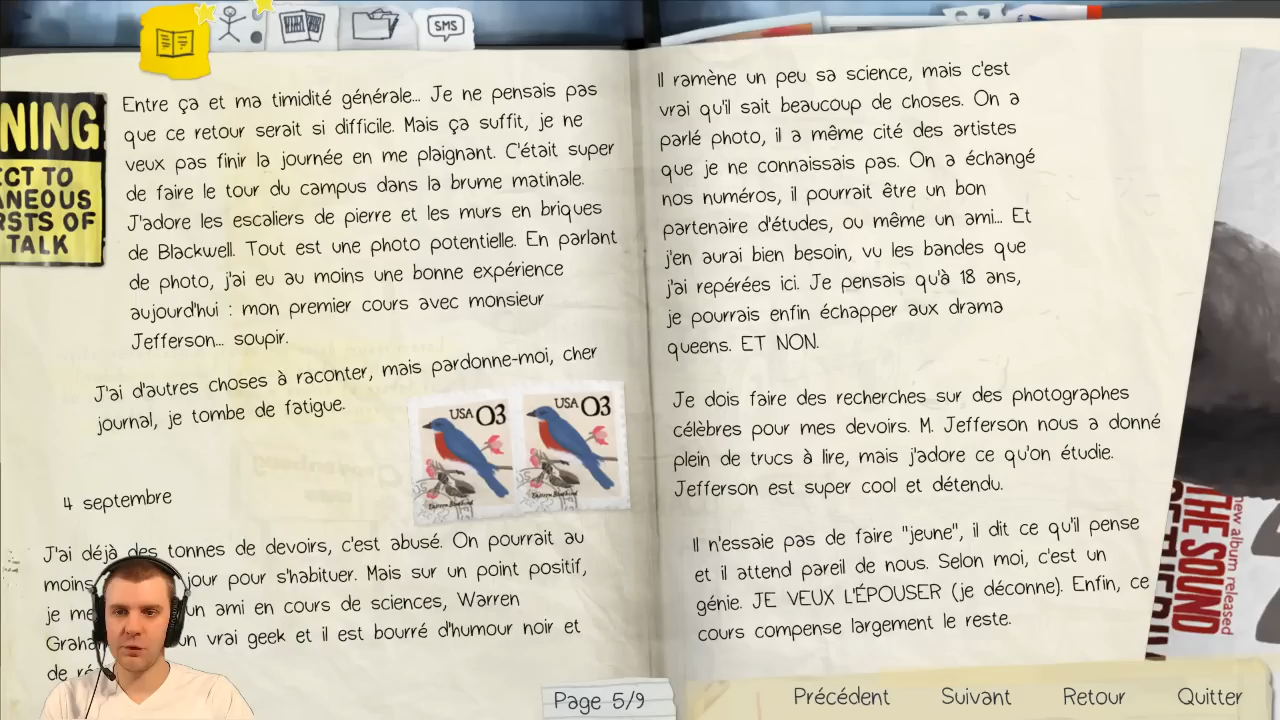 SMS
NING
ECT TO
ANEOUS
RSTS OF
TALK
Entre ça et ma timidité générale... Je ne pensais pas
que ce retour serait si difficile. Mais ça suffit, je ne
veux pas finir la journée en me plaignant. C'était super
de faire le tour du campus dans la brume matinale.
J'adore les escaliers de pierre et les murs en briques
de Blackwell. Tout est une photo potentielle. En parlant
de photo, j'ai eu au moins une bonne expérience
aujourd'hui : mon premier cours avec monsieur
Jefferson... soupir.
J'ai d'autres choses à raconter, mais pardonne-moi, cher
journal, je tombe de fatigue.
USA 03
USA 03
Eastern Bluebird
Eastern Bluebird
4 septembre
J'ai déjà des tonnes de devoirs, c'est abusé. On pourrait au
moins jour pour s'habituer. Mais sur un point positif,
je me un ami en cours de sciences, Warren
Graha un vrai geek et il est bourré d'humour noir et
de ré
Il ramène un peu sa science, mais c'est
vrai qu'il sait beaucoup de choses. On a
parlé photo, il a même cité des artistes
que je ne connaissais pas. On a échangé
nos numéros, il pourrait être un bon
partenaire d'études, ou même un ami... Et
j'en aurai bien besoin, vu les bandes que
j'ai repérées ici. Je pensais qu'à 18 ans,
je pourrais enfin échapper aux drama
queens. ET NON.
Je dois faire des recherches sur des photographes
célèbres pour mes devoirs. M. Jefferson nous a donné
plein de trucs à lire, mais j'adore ce qu'on étudie.
Jefferson est super cool et détendu.
Il n'essaie pas de faire "jeune", il dit ce qu'il pense
et il attend pareil de nous. Selon moi, c'est un
génie. JE VEUX L'ÉPOUSER (je déconne). Enfin, ce
cours compense largement le reste.
new album released
THE SOUND
Page 5/9
Précédent
Suivant
Retour
Quitter